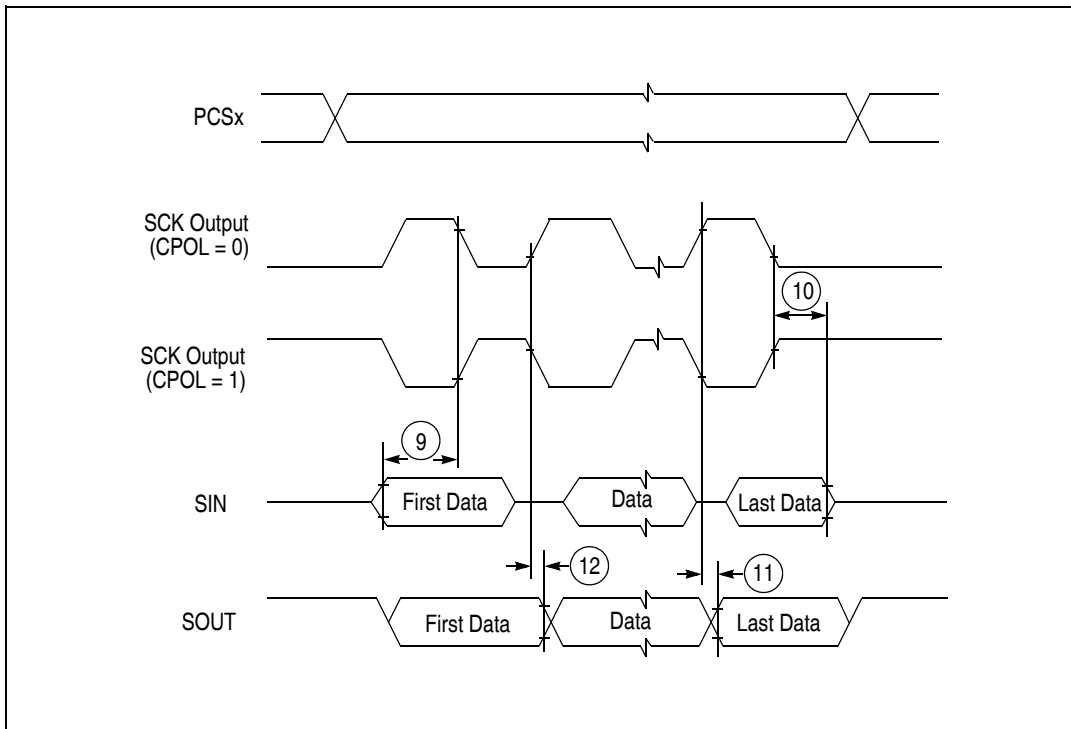 PCSx
SCK Output
(CPOL = 0)
10
SCK Output
(CPOL = 1)
9
SIN
First Data
Data
Last Data
12
11
SOUT
First Data
Data
Last Data